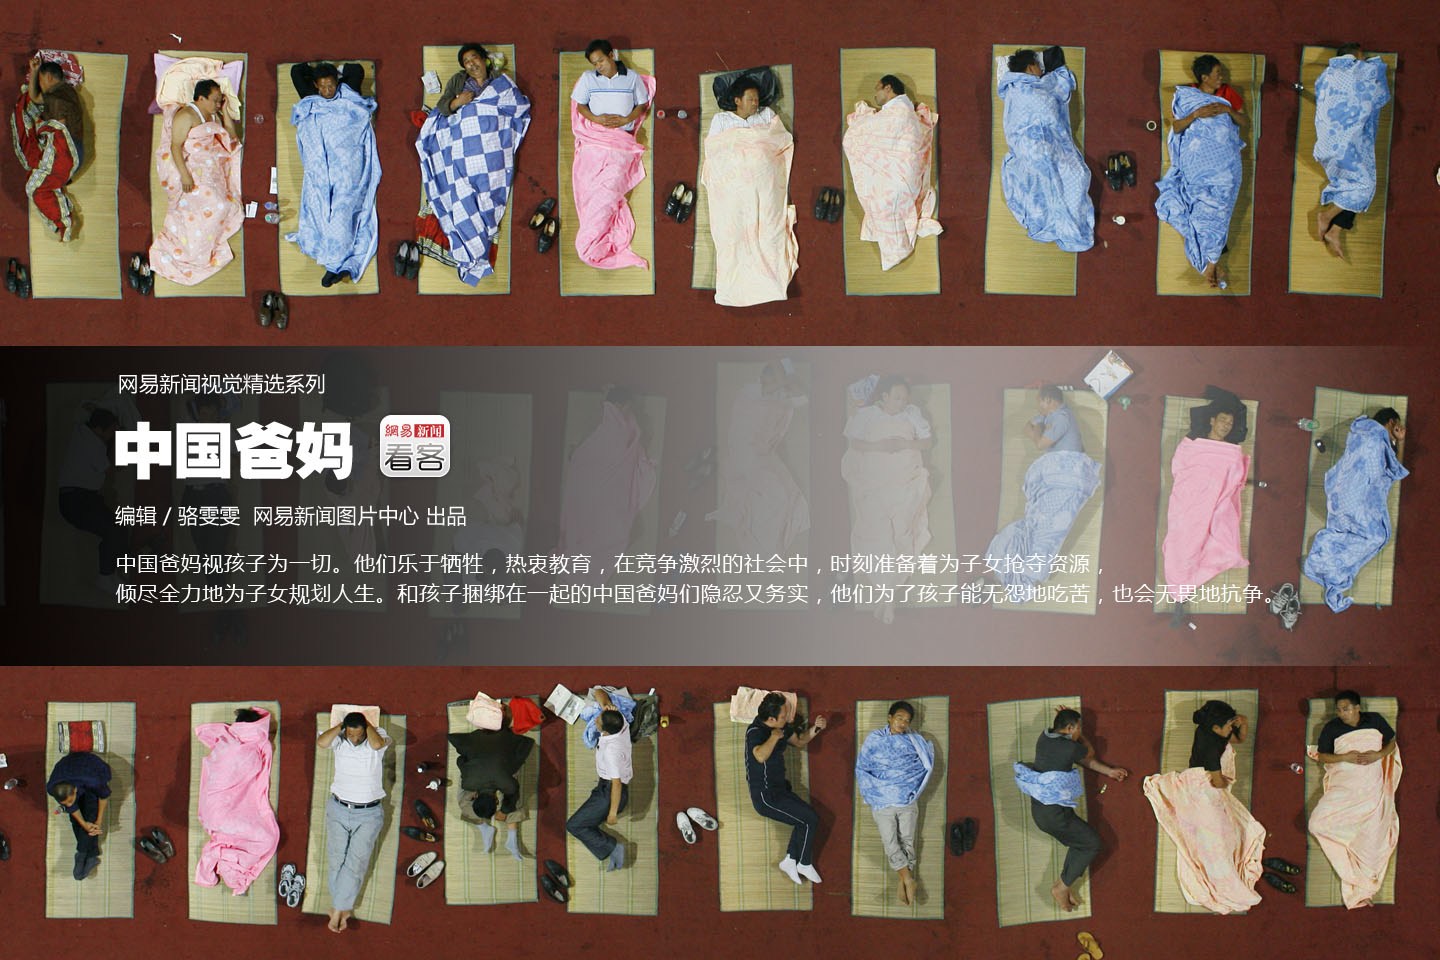 网易新闻视觉精选系列
中国爸妈
網易 新闻
看客
编辑 / 骆雯雯 网易新闻图片中心 出品
中国爸妈视孩子为一切。他们乐于牺牲，热衷教育，在竞争激烈的社会中，时刻准备着为子女抢夺资源，
倾尽全力地为子女规划人生。和孩子捆绑在一起的中国爸妈们隐忍又务实，他们为了孩子能无怨地吃苦，也会无畏地抗争。